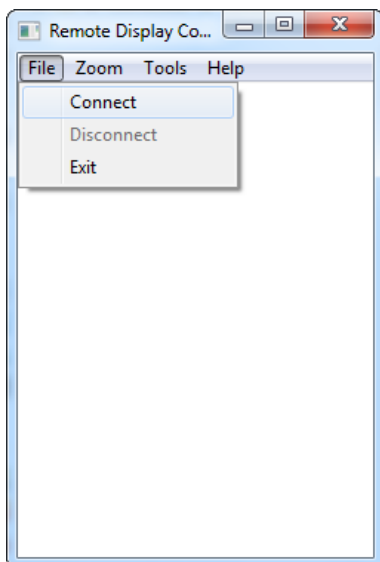 Remote Display Co...
File Zoom Tools Help
Connect
Disconnect
Exit